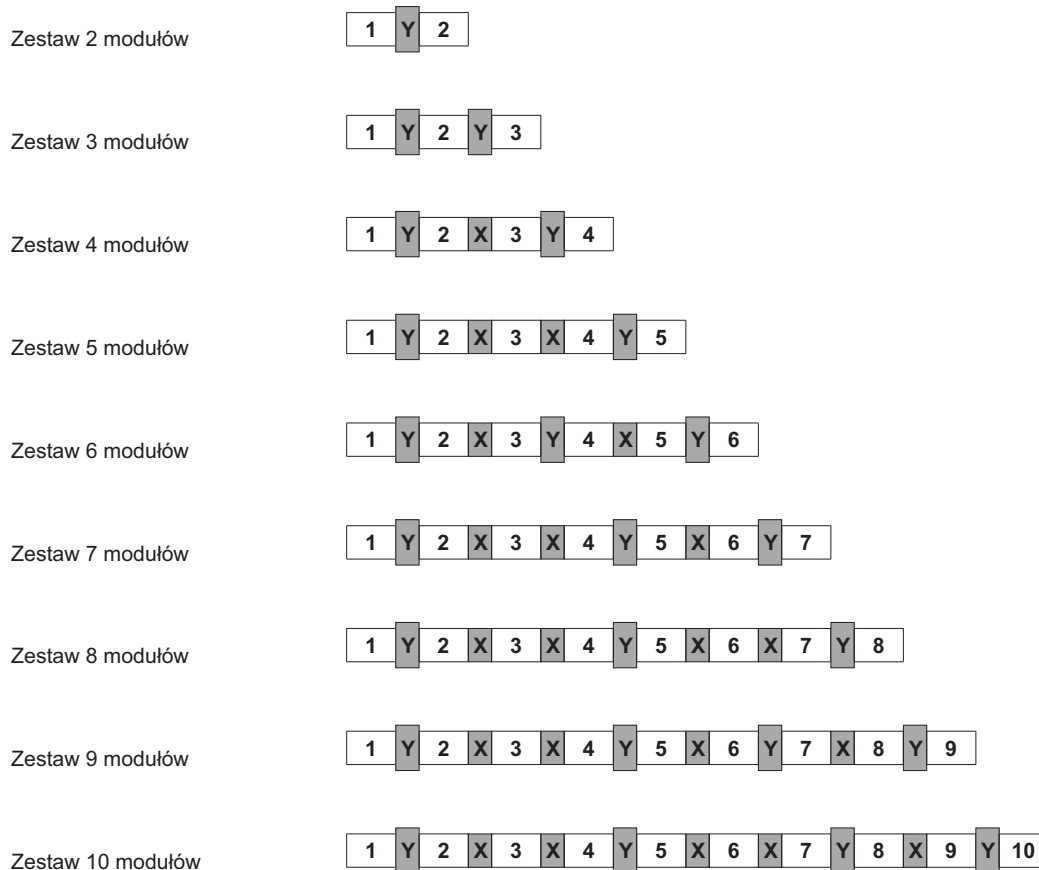 Zestaw 2 modułów 1 Y 2
Zestaw 3 modułów 1 Y 2 Y 3
Zestaw 4 modułów 1 Y 2 X 3 Y 4
Zestaw 5 modułów 1 Y 2 X 3 X 4 Y 5
Zestaw 6 modułów 1 Y 2 X 3 Y 4 X 5 Y 6
Zestaw 7 modułów 1 Y 2 X 3 X 4 Y 5 X 6 Y 7
Zestaw 8 modułów 1 Y 2 X 3 X 4 Y 5 X 6 X 7 Y 8
Zestaw 9 modułów 1 Y 2 X 3 X 4 Y 5 X 6 Y 7 X 8 Y 9
Zestaw 10 modułów 1 Y 2 X 3 X 4 Y 5 X 6 X 7 Y 8 X 9 Y 10